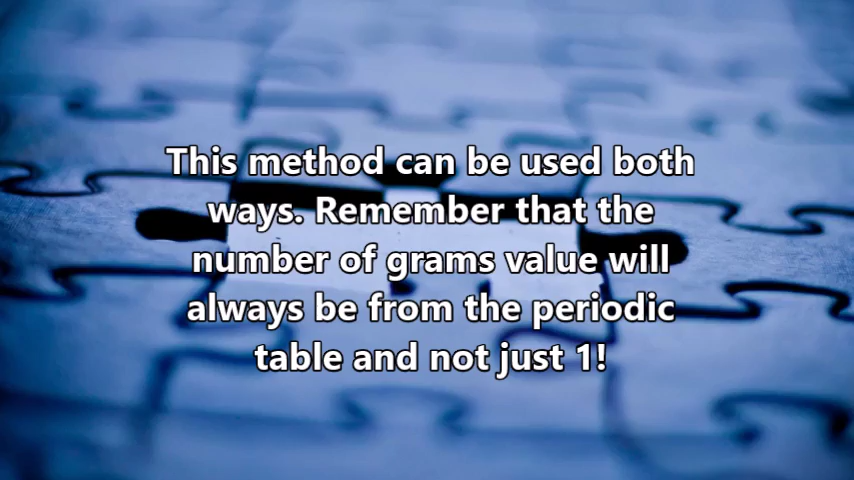 This method can be used both
ways. Remember that the
number of grams value will
always be from the periodic
table and not just 1!